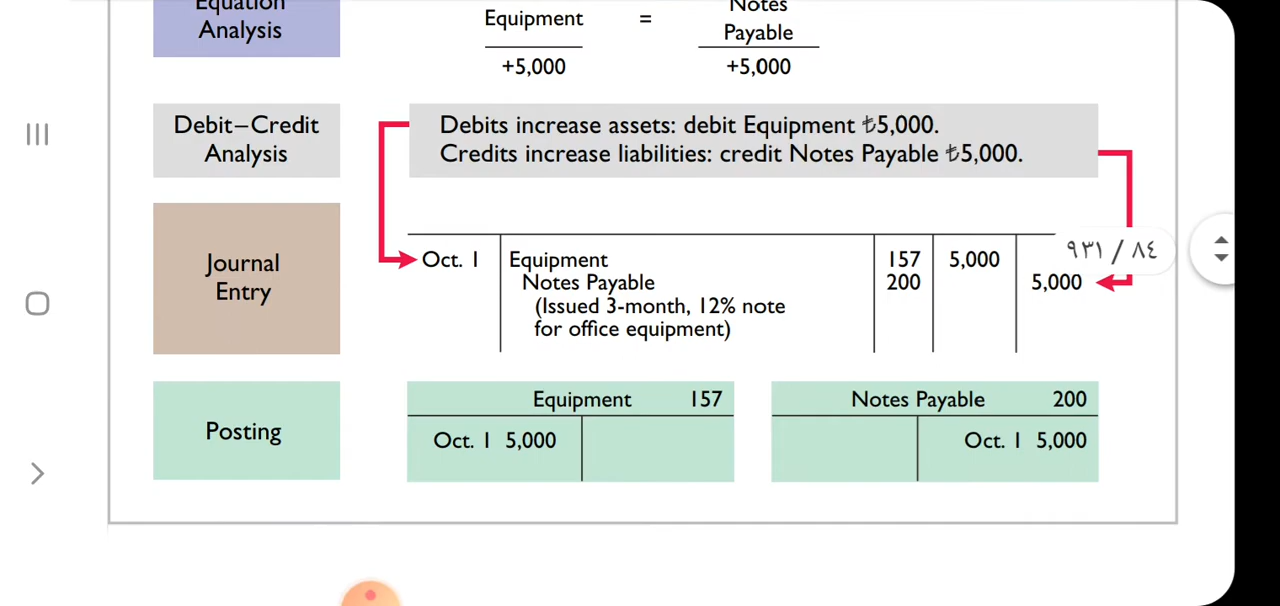 Equation
Analysis
Equipment = Notes
Payable
+5,000 +5,000
Debit–Credit
Analysis
Debits increase assets: debit Equipment ₺5,000.
Credits increase liabilities: credit Notes Payable ₺5,000.
Journal
Entry
Oct. 1 Equipment 157 5,000
Notes Payable 200 5,000
(Issued 3-month, 12% note
for office equipment)
٩٣١ / ٨٤
Posting
Equipment 157
Oct. 1 5,000
Notes Payable 200
Oct. 1 5,000